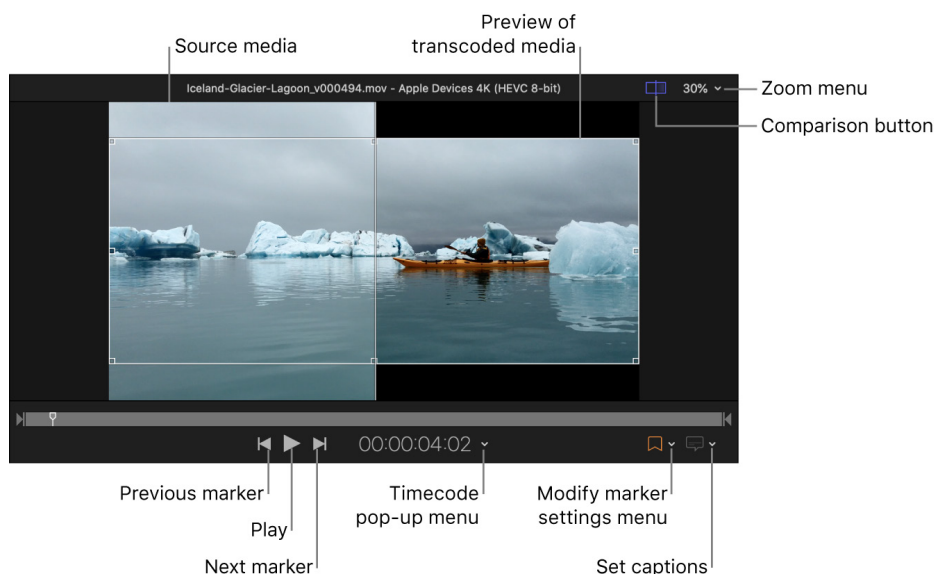 Preview of
Source media
transcoded media
Iceland-Glacier-Lagoon_v000494.mov - Apple Devices 4K (HEVC 8-bit)
30%
Zoom menu
Comparison button
00:00:04:02
Previous marker
Timecode
pop-up menu
Modify marker
settings menu
Play
Next marker
Set captions